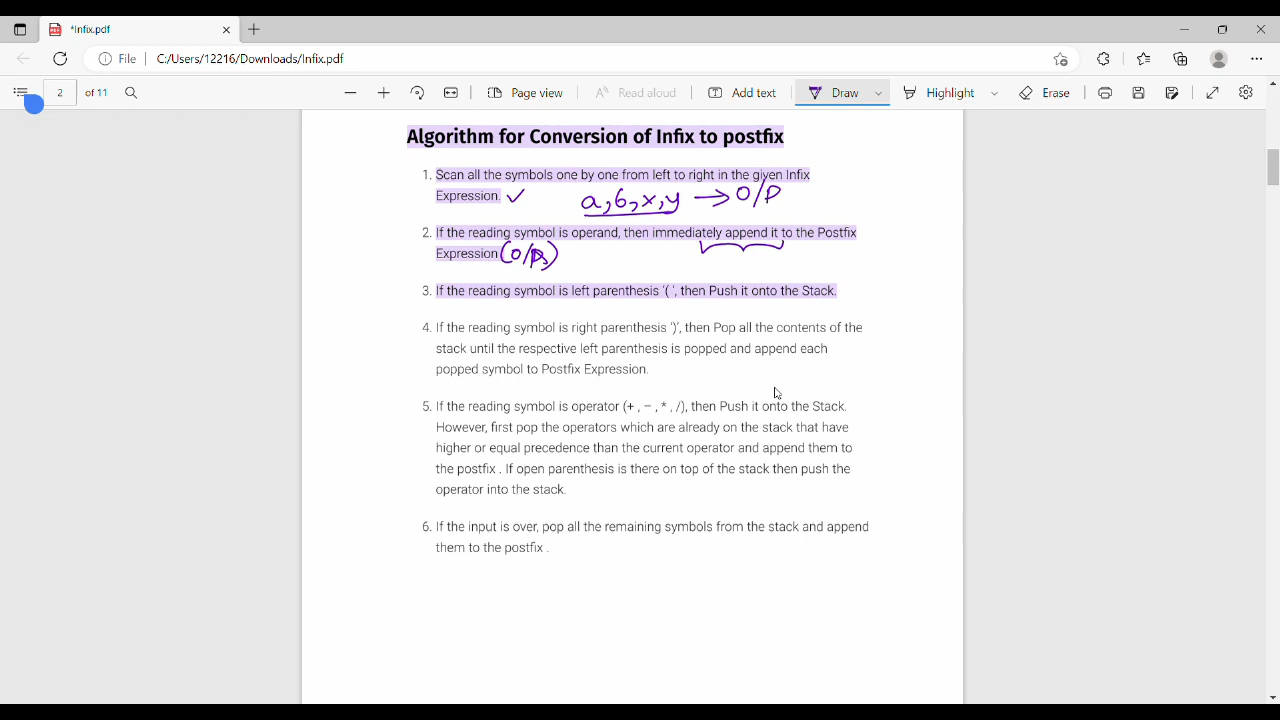 *Infix.pdf
File
C:/Users/12216/Downloads/Infix.pdf
2 of 11
Page view
Read aloud
Add text
Draw
Highlight
Erase
Algorithm for Conversion of Infix to postfix
1. Scan all the symbols one by one from left to right in the given Infix
Expression. ✓
a, b, x, y → O/P
2. If the reading symbol is operand, then immediately append it to the Postfix
Expression (O/P)
3. If the reading symbol is left parenthesis '( ', then Push it onto the Stack.
4. If the reading symbol is right parenthesis ')', then Pop all the contents of the
stack until the respective left parenthesis is popped and append each
popped symbol to Postfix Expression.
5. If the reading symbol is operator (+ , – , * , /), then Push it onto the Stack.
However, first pop the operators which are already on the stack that have
higher or equal precedence than the current operator and append them to
the postfix . If open parenthesis is there on top of the stack then push the
operator into the stack.
6. If the input is over, pop all the remaining symbols from the stack and append
them to the postfix .